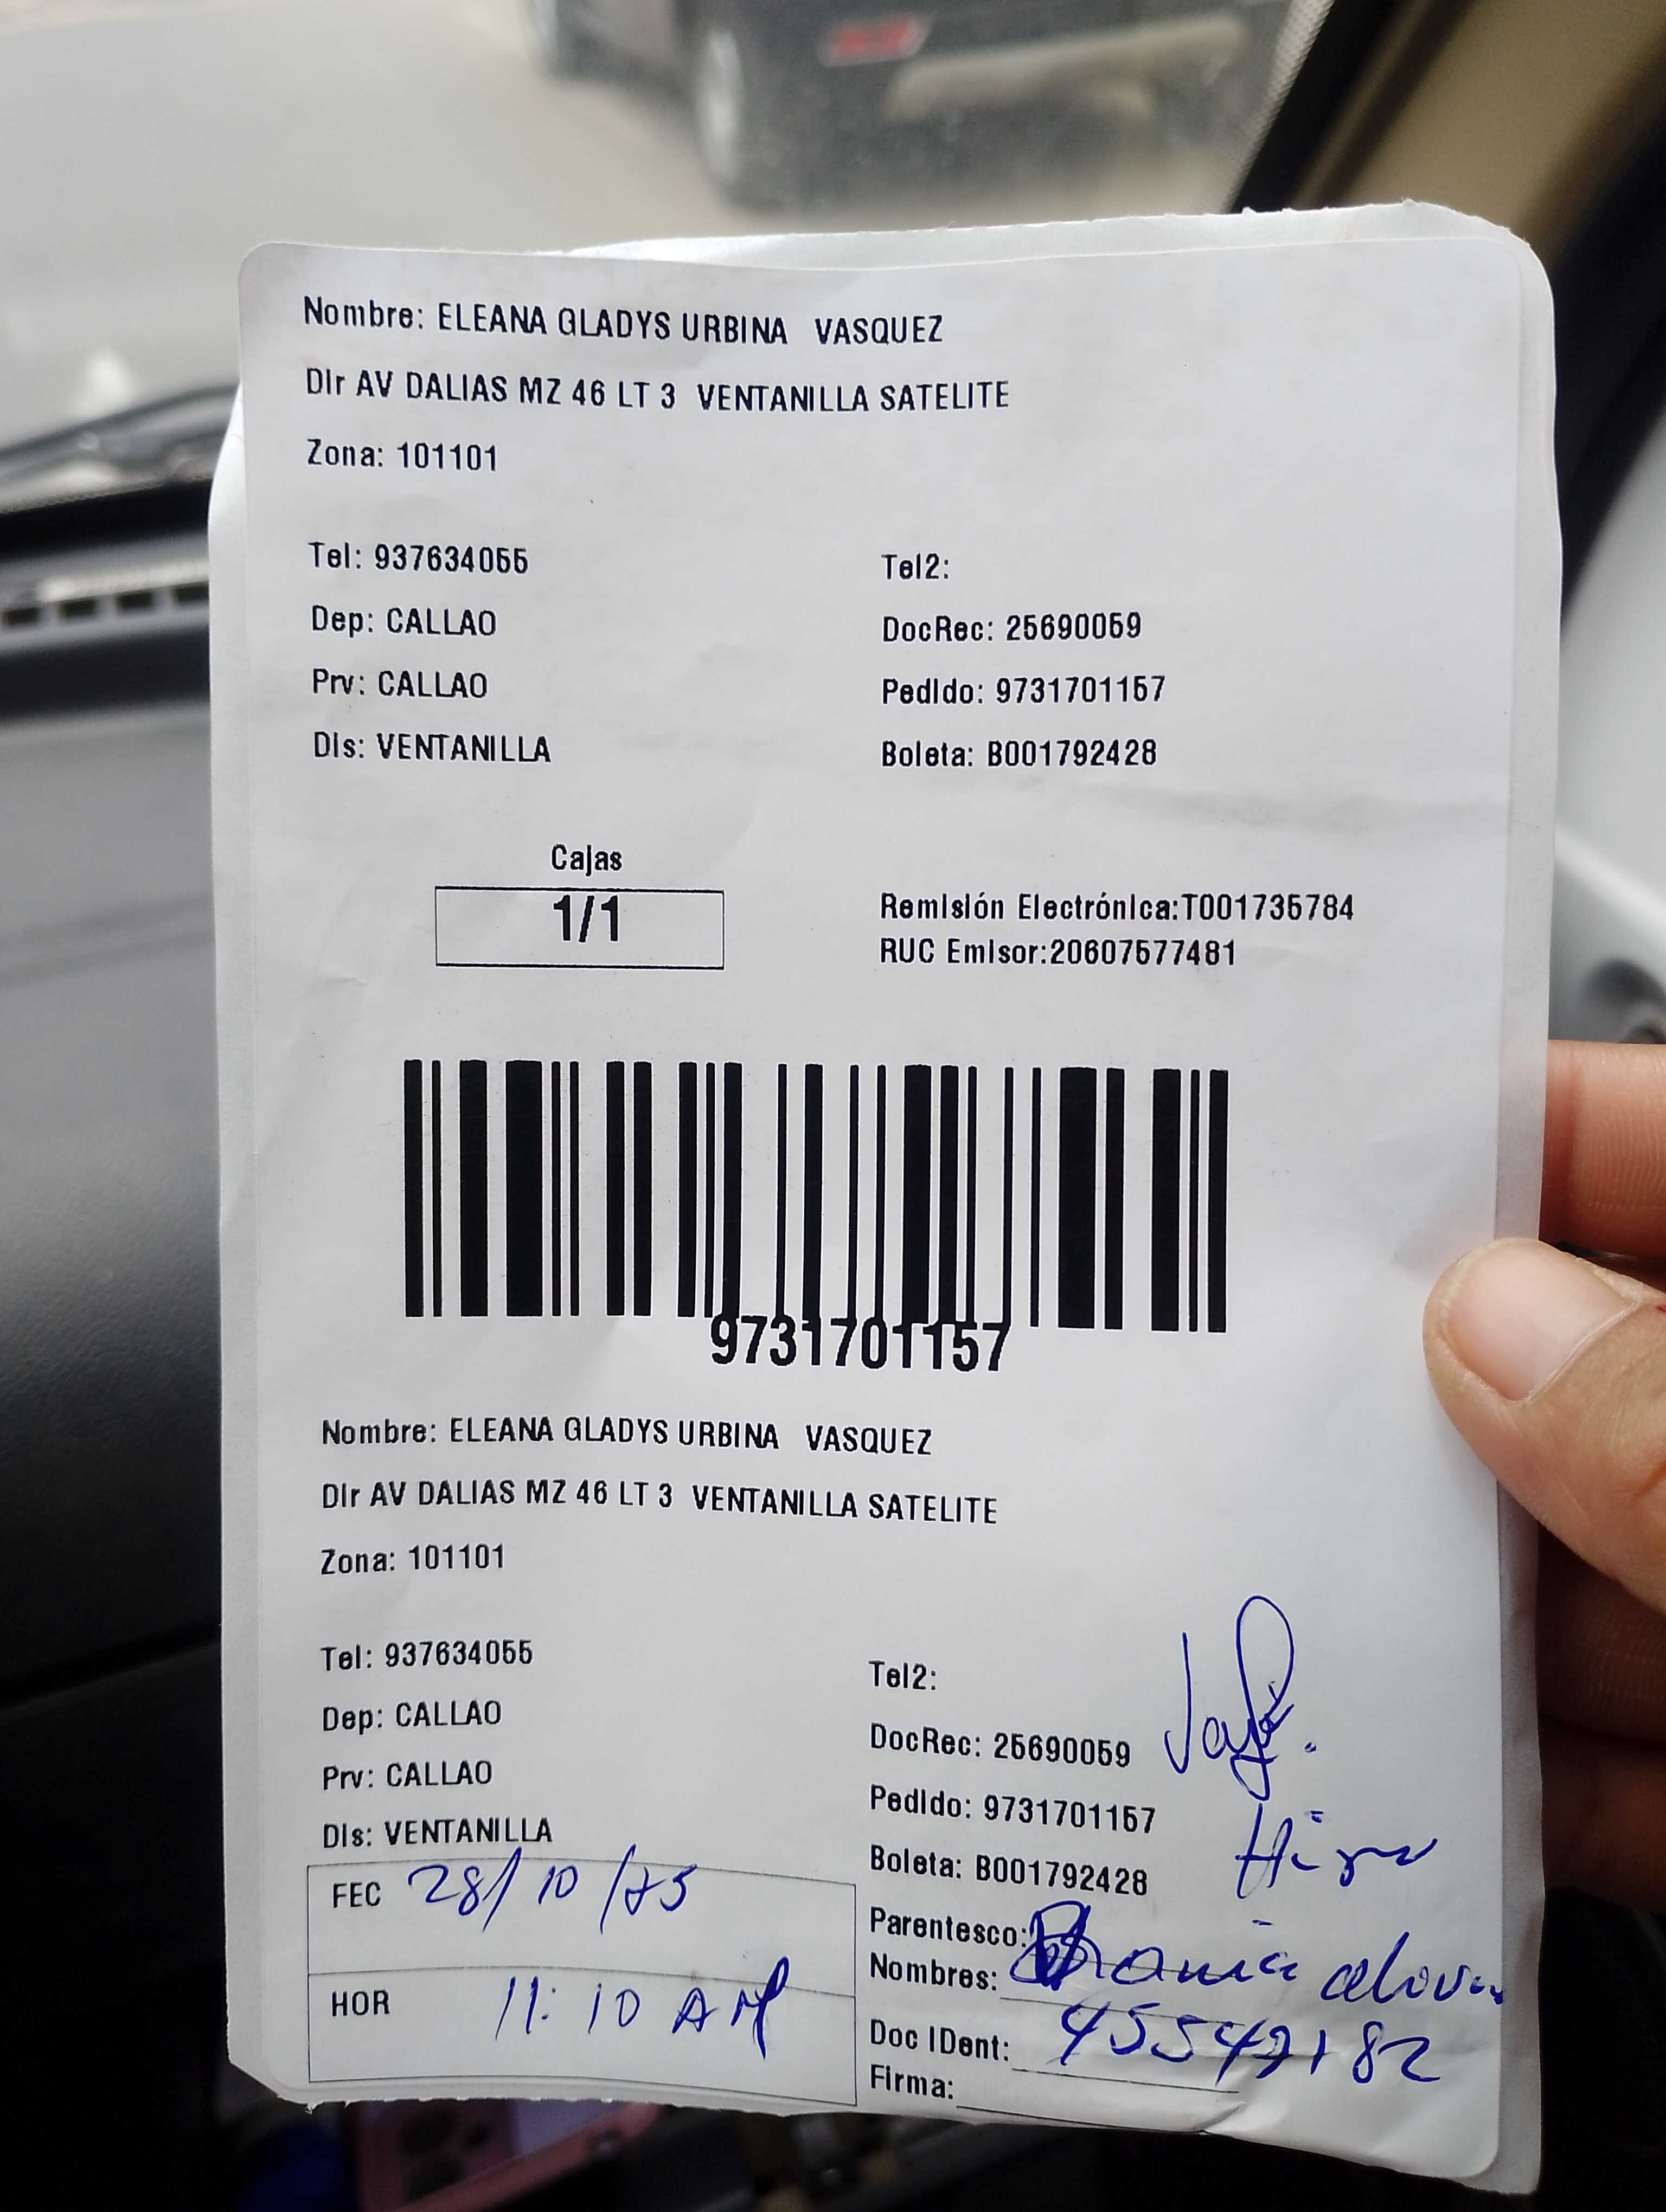 Nombre: ELEANA GLADYS URBINA VASQUEZ
Dir AV DALIAS MZ 46 LT 3 VENTANILLA SATELITE
Zona: 101101
Tel: 937634055
Tel2:
Dep: CALLAO
DocRec: 25690059
Prv: CALLAO
Pedido: 9731701157
Dis: VENTANILLA
Boleta: B001792428
Cajas
1/1
Remisión Electrónica:T001735784
RUC Emisor:20607577481
9731701157
Nombre: ELEANA GLADYS URBINA VASQUEZ
Dir AV DALIAS MZ 46 LT 3 VENTANILLA SATELITE
Zona: 101101
Tel: 937634055
Tel2:
Dep: CALLAO
DocRec: 25690059
Prv: CALLAO
Pedido: 9731701157
Dis: VENTANILLA
Boleta: B001792428
FEC 28/10/25
Parentesco:
Nombres:
HOR 11:10 AM
Doc IDent: 45547182
Firma: